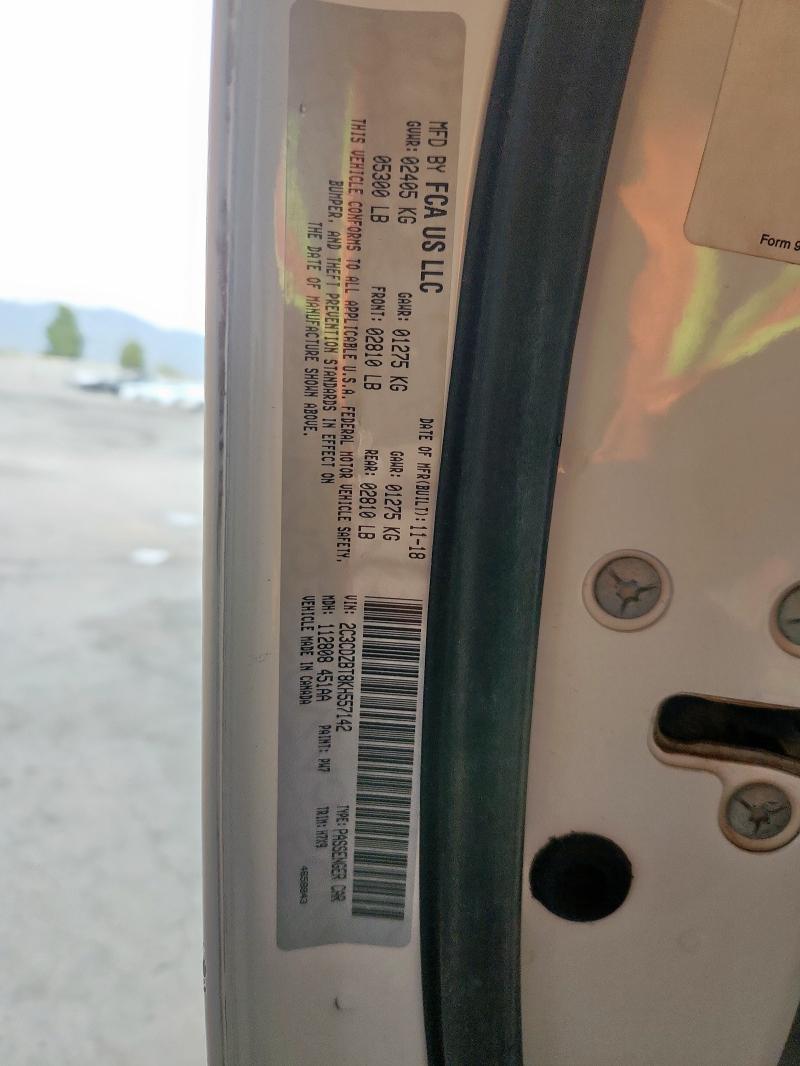 MFD BY FCA US LLC
DATE OF MFR(BUILT): 11-18
GVWR: 02405 KG
GAWR: 01275 KG
GAWR: 01275 KG
05300 LB
FRONT: 02810 LB
REAR: 02810 LB
THIS VEHICLE CONFORMS TO ALL APPLICABLE U.S.A. FEDERAL MOTOR VEHICLE SAFETY,
BUMPER, AND THEFT PREVENTION STANDARDS IN EFFECT ON
THE DATE OF MANUFACTURE SHOWN ABOVE.
VIN: 2C3CDZBT8KH557142
TYPE: PASSENGER CAR
MDH: 112808 451AA
PAINT: PW7
TRIM: H7X9
VEHICLE MADE IN CANADA
Form 9